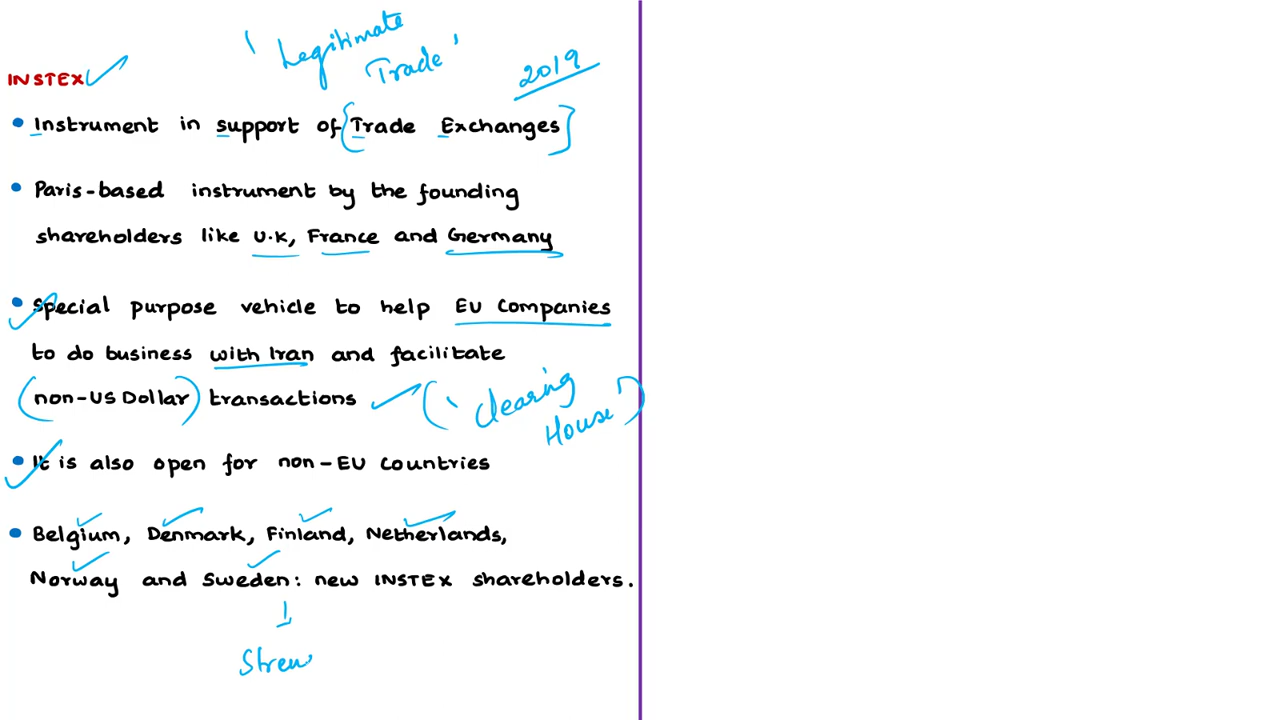 'Legitimate
Trade'
2019
INSTEX
Instrument in support of [Trade Exchanges]
Paris-based instrument by the founding
shareholders like U.K, France and Germany
Special purpose vehicle to help EU Companies
to do business with Iran and facilitate
(non-US Dollar) transactions
('Clearing
House')
It is also open for non-EU countries
Belgium, Denmark, Finland, Netherlands,
Norway and Sweden: new INSTEX shareholders.
Stren